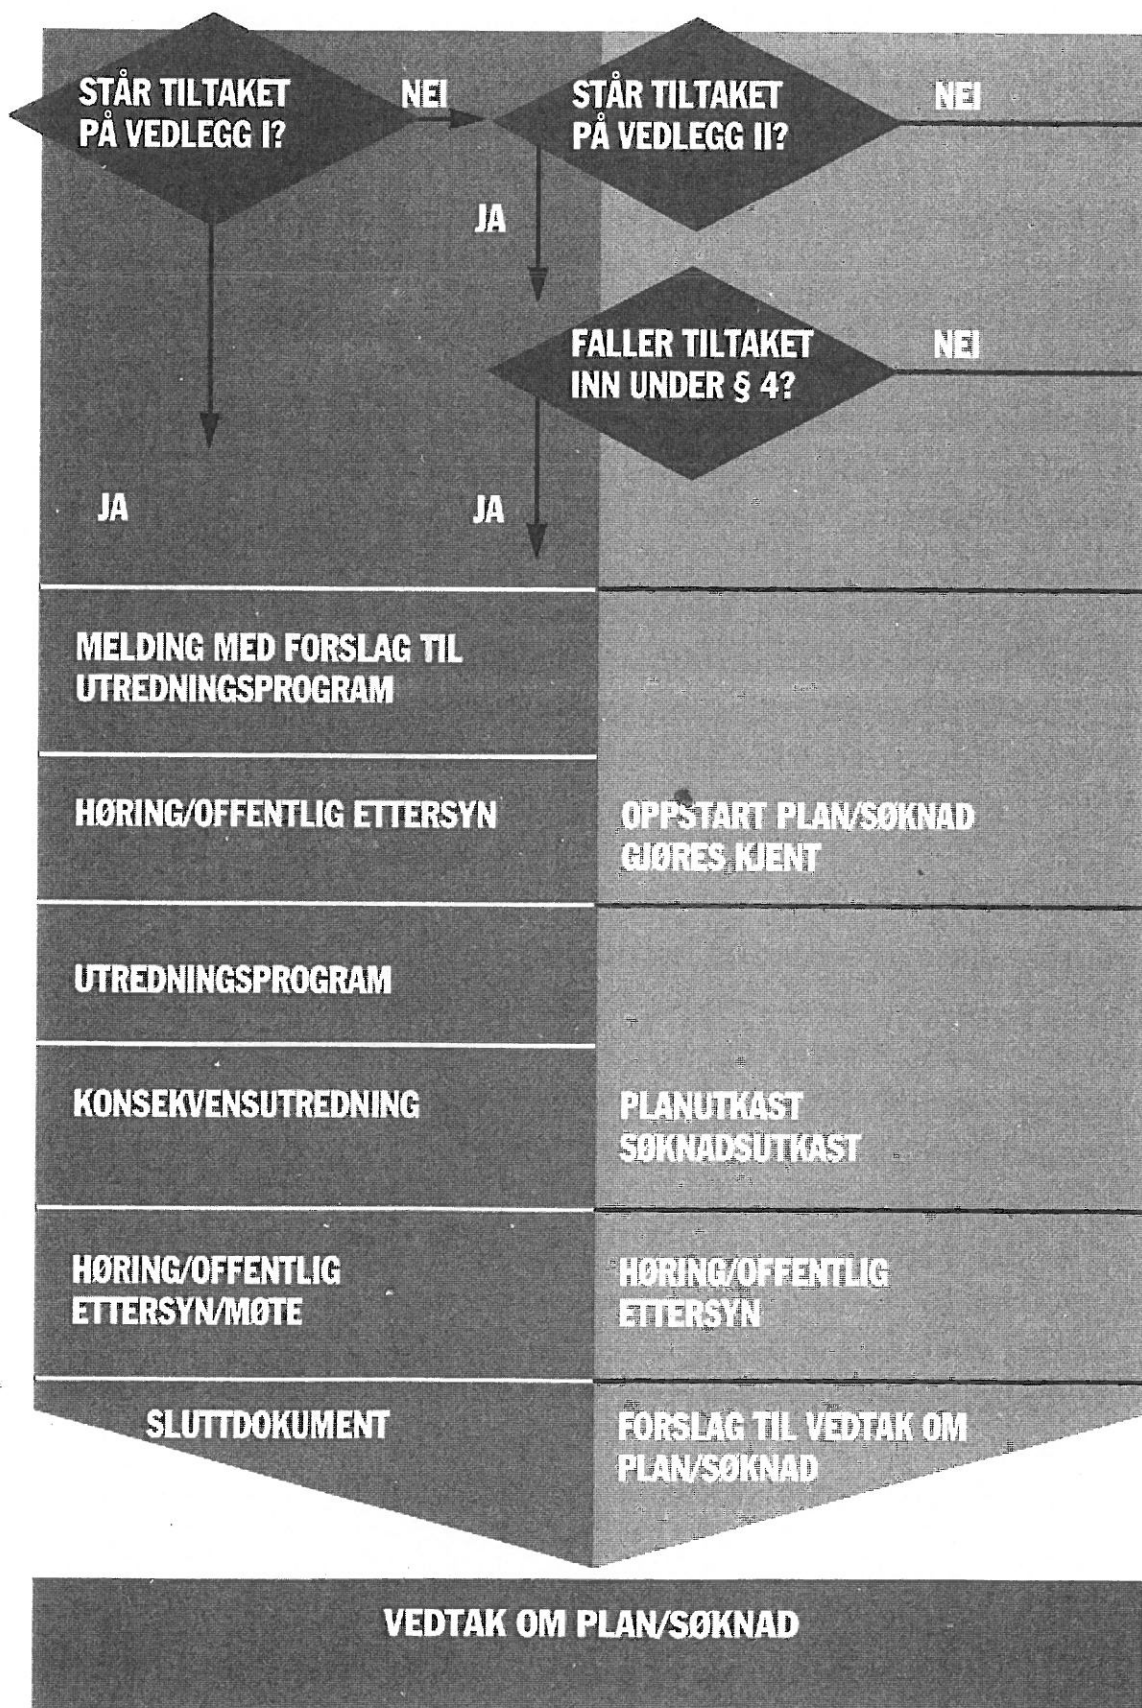 STÅR TILTAKET
PÅ VEDLEGG I?
NEI
STÅR TILTAKET
PÅ VEDLEGG II?
NEI
JA
FALLER TILTAKET
INN UNDER § 4?
NEI
JA
JA
MELDING MED FORSLAG TIL
UTREDNINGSPROGRAM
HØRING/OFFENTLIG ETTERSYN
OPPSTART PLAN/SØKNAD
GJØRES KJENT
UTREDNINGSPROGRAM
KONSEKVENSUTREDNING
PLANUTKAST
SØKNADSUTKAST
HØRING/OFFENTLIG
ETTERSYN/MØTE
HØRING/OFFENTLIG
ETTERSYN
SLUTTDOKUMENT
FORSLAG TIL VEDTAK OM
PLAN/SØKNAD
VEDTAK OM PLAN/SØKNAD